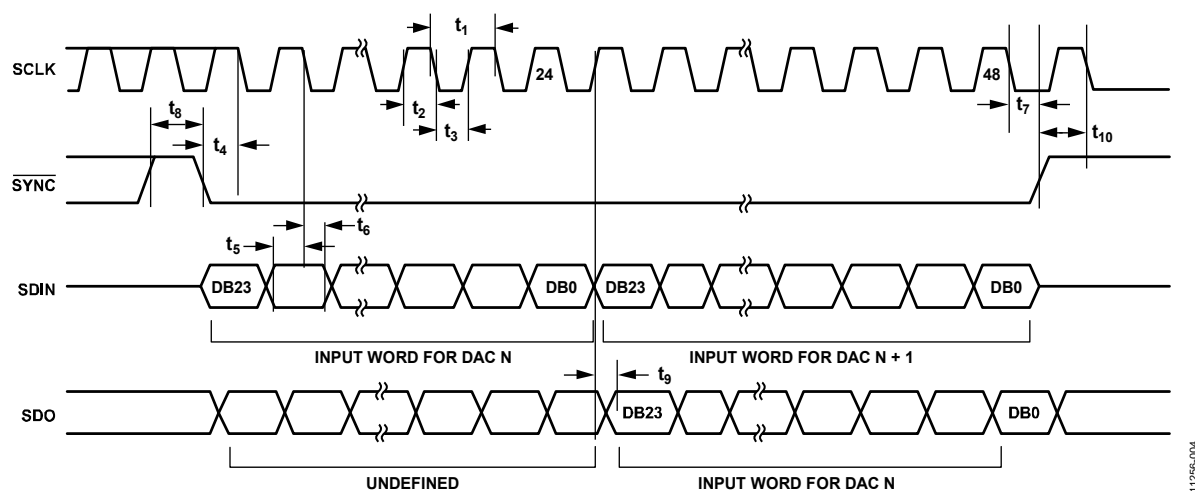 t1
SCLK
24
48
t2
t3
t7
t8
t4
t10
SYNC
t5
t6
SDIN
DB23
DB0
DB23
DB0
INPUT WORD FOR DAC N
INPUT WORD FOR DAC N + 1
t9
SDO
DB23
DB0
UNDEFINED
INPUT WORD FOR DAC N
11256-004